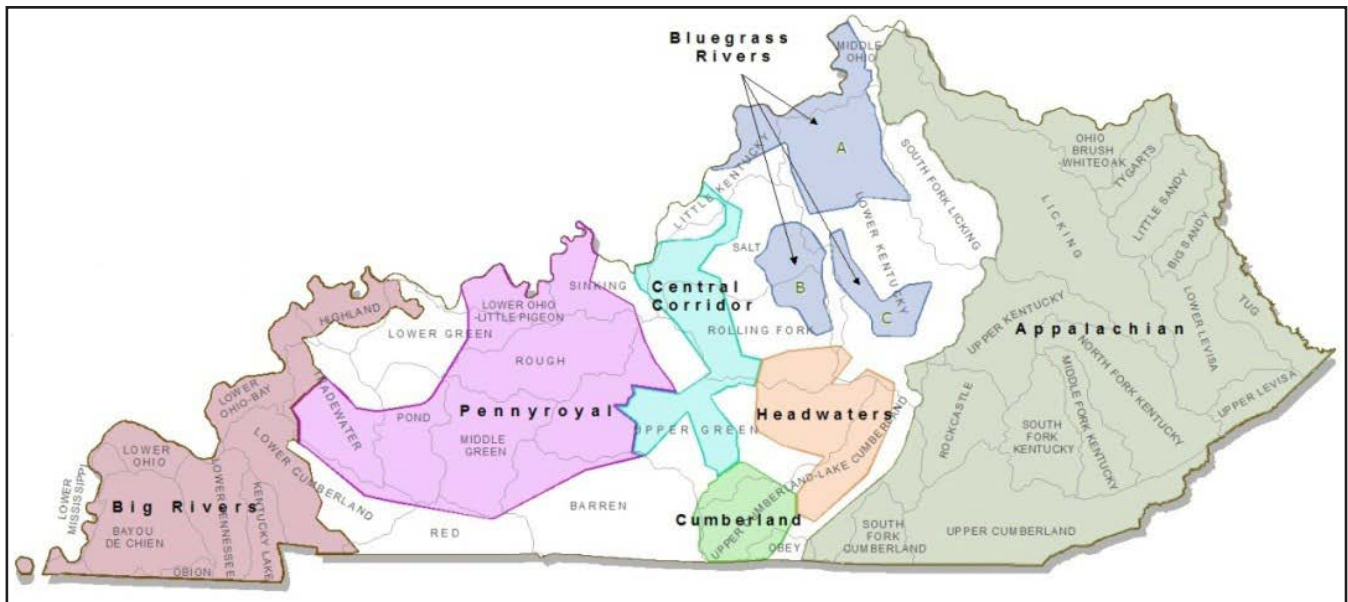 Bluegrass
Rivers
MIDDLE
OHIO
A
LITTLE KENTUCKY
SOUTH FORK LICKING
OHIO
BRUSH
-WHITEOAK
TYGARTS
LITTLE SANDY
LICKING
BIG SANDY
LOWER KENTUCKY
SALT
B
C
SINKING
Central
Corridor
ROLLING FORK
HIGHLAND
LOWER OHIO
-LITTLE PIGEON
LOWER GREEN
ROUGH
UPPER KENTUCKY
Appalachian
LOWER LEVISA
TUG
NORTH FORK KENTUCKY
MIDDLE FORK KENTUCKY
UPPER LEVISA
LOWER
OHIO-BAY
TRADEWATER
POND
Pennyroyal
Headwaters
UPPER GREEN
MIDDLE
GREEN
ROCKCASTLE
SOUTH
FORK
KENTUCKY
LOWER
OHIO
LOWER CUMBERLAND
LOWER
MISSISSIPPI
Big Rivers
LOWER TENNESSEE
KENTUCKY LAKE
BAYOU
DE CHIEN
OBION
RED
BARREN
UPPER CUMBERLAND-LAKE CUMBERLAND
Cumberland
OBEY
SOUTH
FORK
CUMBERLAND
UPPER CUMBERLAND